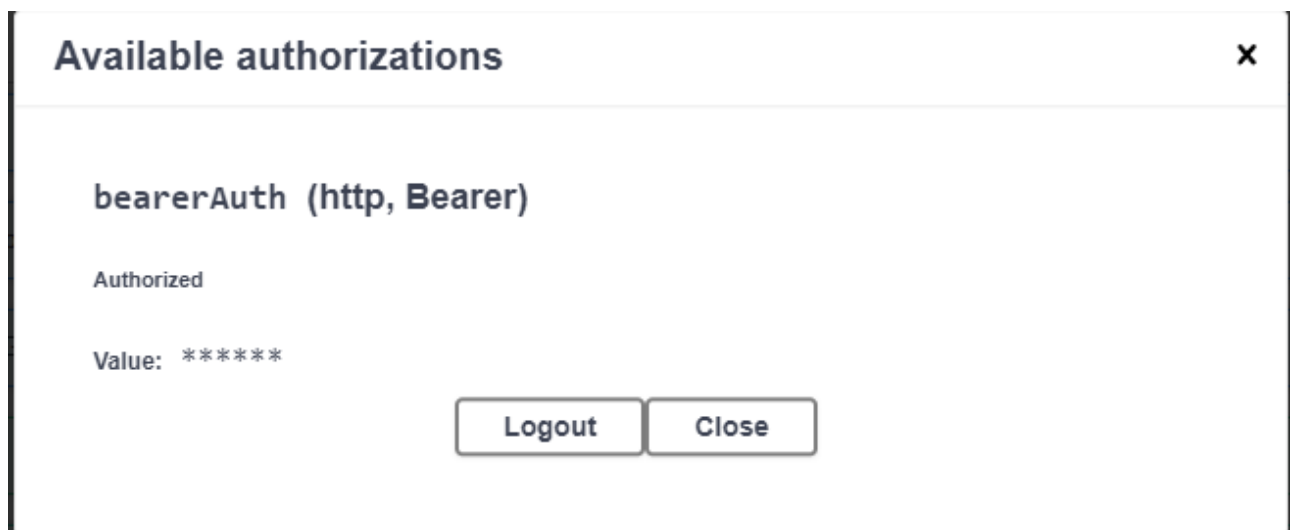 Available authorizations ×
bearerAuth (http, Bearer)
Authorized
Value: ******
Logout Close